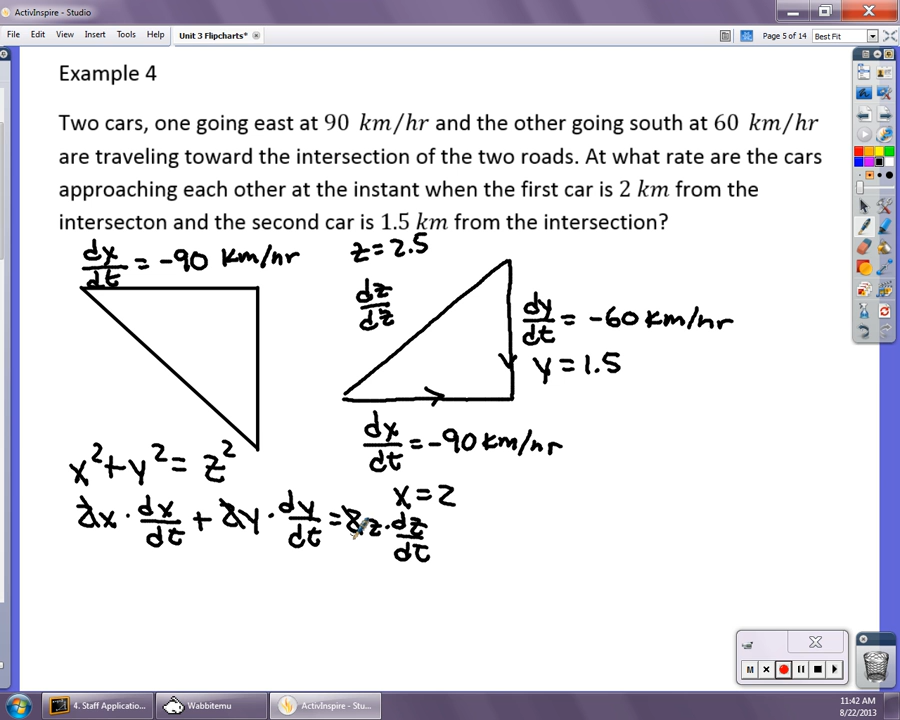 ActivInspire - Studio
File Edit View Insert Tools Help Unit 3 Flipcharts* Page 5 of 14 Best Fit
Example 4
Two cars, one going east at 90 km/hr and the other going south at 60 km/hr
are traveling toward the intersection of the two roads. At what rate are the cars
approaching each other at the instant when the first car is 2 km from the
intersecton and the second car is 1.5 km from the intersection?
dx/dt = -90 km/hr
z = 2.5
dz/dz
dy/dt = -60 km/hr
y = 1.5
dx/dt = -90 km/hr
x = 2
x² + y² = z²
2x · dx/dt + 2y · dy/dt = 2z · dz/dt
M
4. Staff Applicatio... Wabbitemu ActivInspire - Stu...
11:42 AM
8/22/2013